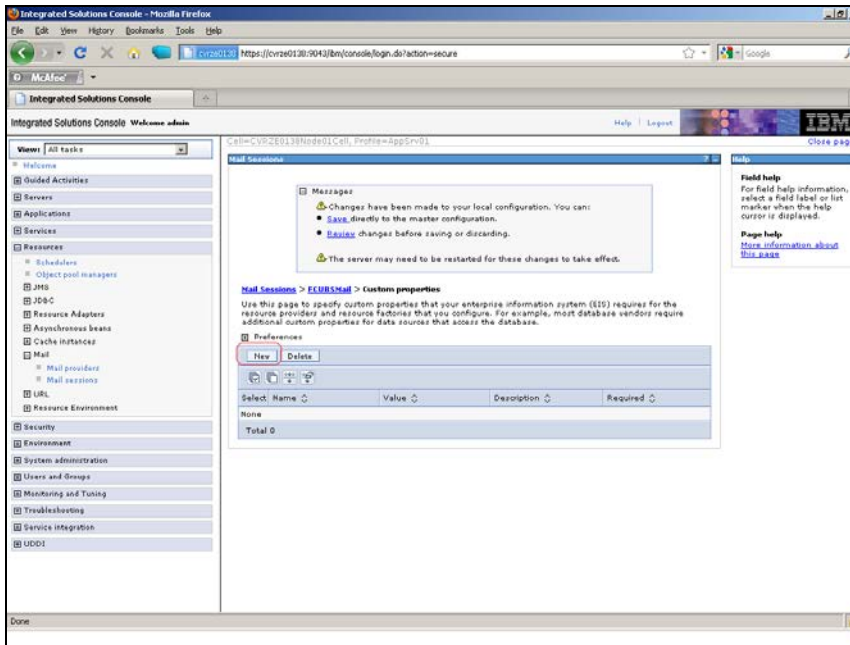 Integrated Solutions Console - Mozilla Firefox
File Edit View History Bookmarks Tools Help
cvrze0138 https://cvrze0138:9043/ibm/console/login.do?action=secure
Google
McAfee
Integrated Solutions Console
Integrated Solutions Console Welcome admin
Help | Logout
IBM
Cell=CVRZE0138Node01Cell, Profile=AppSrv01
Close page
View: All tasks
Welcome
Guided Activities
Servers
Applications
Services
Resources
Schedulers
Object pool managers
JMS
JDBC
Resource Adapters
Asynchronous beans
Cache instances
Mail
Mail providers
Mail sessions
URL
Resource Environment
Security
Environment
System administration
Users and Groups
Monitoring and Tuning
Troubleshooting
Service integration
UDDI
Mail Sessions
Messages
Changes have been made to your local configuration. You can:
Save directly to the master configuration.
Review changes before saving or discarding.
The server may need to be restarted for these changes to take effect.
Mail Sessions > ECURSMail > Custom properties
Use this page to specify custom properties that your enterprise information system (EIS) requires for the
resource providers and resource factories that you configure. For example, most database vendors require
additional custom properties for data sources that access the database.
Preferences
New Delete
Select Name Value Description Required
None
Total 0
Help
Field help
For field help information,
select a field label or list
marker when the help
cursor is displayed.
Page help
More information about
this page
Done